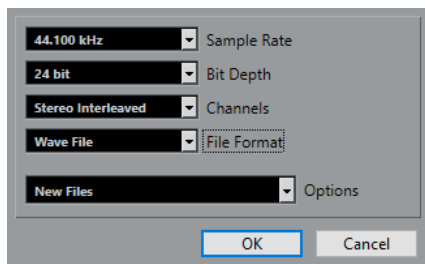 44.100 kHz Sample Rate
24 bit Bit Depth
Stereo Interleaved Channels
Wave File File Format
New Files Options
OK Cancel